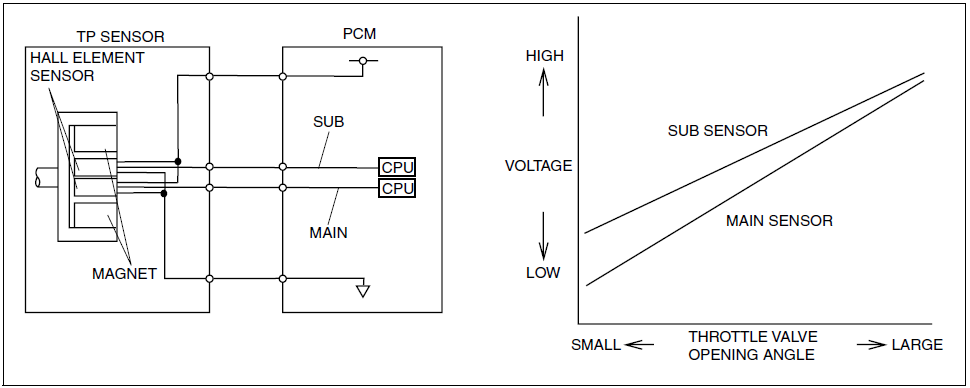 TP SENSOR
HALL ELEMENT
SENSOR
MAGNET
PCM
SUB
CPU
CPU
MAIN
HIGH
VOLTAGE
LOW
SUB SENSOR
MAIN SENSOR
SMALL
THROTTLE VALVE
OPENING ANGLE
LARGE